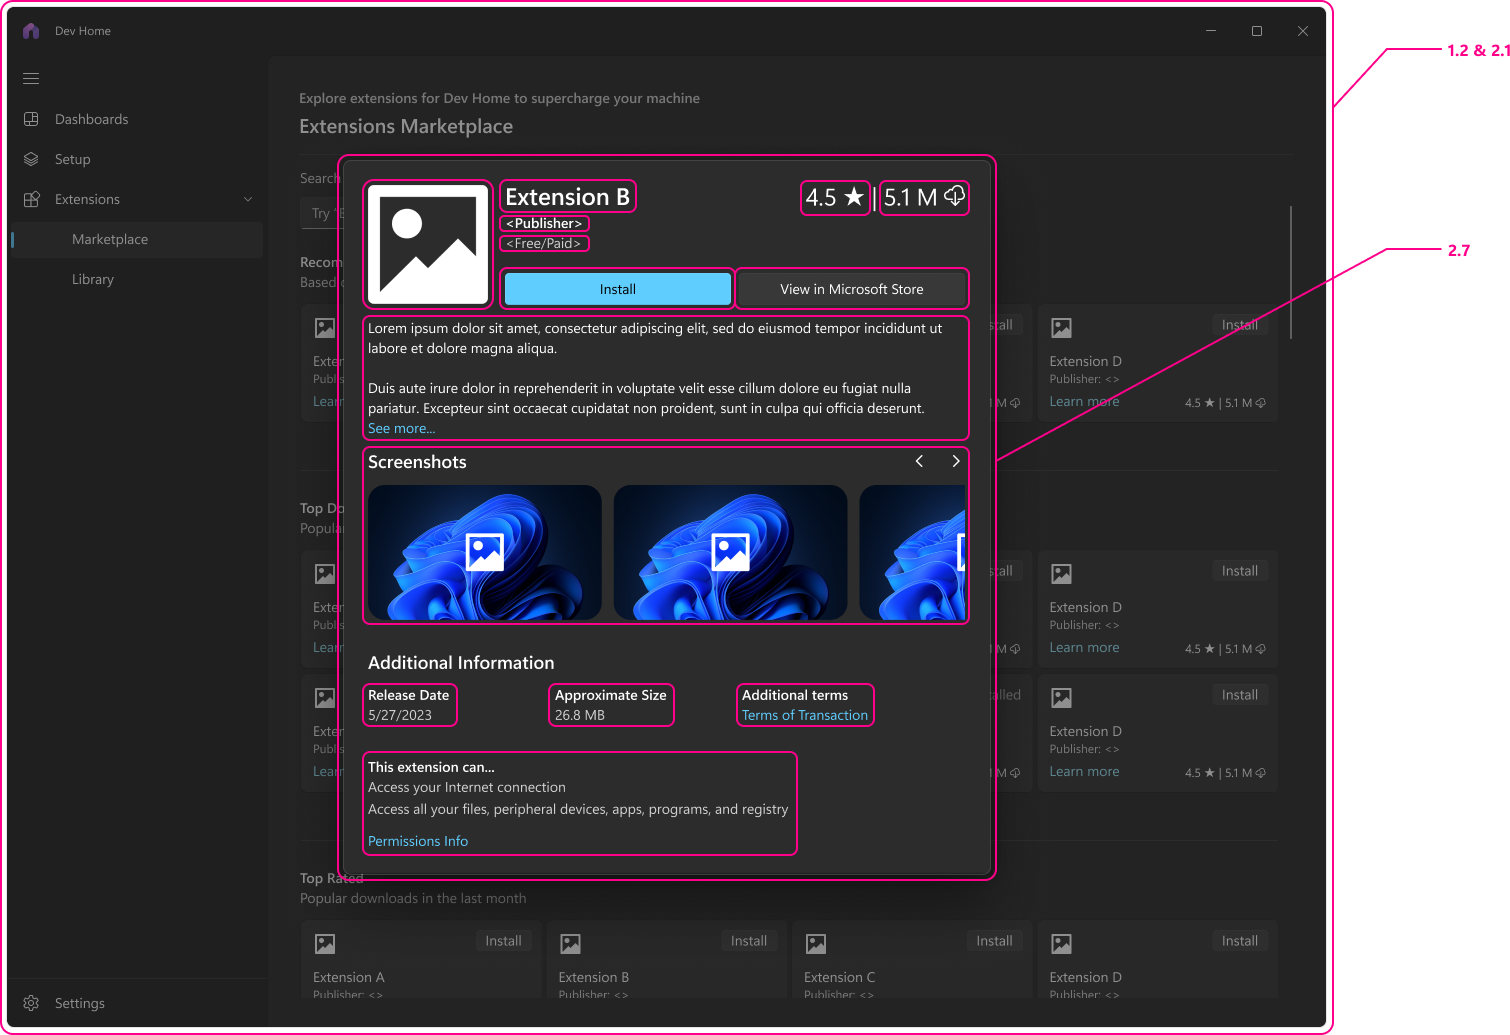 Dev Home
1.2 & 2.1
Explore extensions for Dev Home to supercharge your machine
Extensions Marketplace
Dashboards
Setup
Extensions
Marketplace
Library
Settings
Search
Try
Recom
Based
Extension B
<Publisher>
<Free/Paid>
4.5 ★ | 5.1 M
Install
View in Microsoft Store
2.7
Lorem ipsum dolor sit amet, consectetur adipiscing elit, sed do eiusmod tempor incididunt ut
labore et dolore magna aliqua.
Duis aute irure dolor in reprehenderit in voluptate velit esse cillum dolore eu fugiat nulla
pariatur. Excepteur sint occaecat cupidatat non proident, sunt in culpa qui officia deserunt.
See more...
Screenshots
Additional Information
Release Date
5/27/2023
Approximate Size
26.8 MB
Additional terms
Terms of Transaction
This extension can...
Access your Internet connection
Access all your files, peripheral devices, apps, programs, and registry
Permissions Info
Exten
Publis
Lear
stall
M
Install
Extension D
Publisher: <>
Learn more
4.5 ★ | 5.1 M
Top Do
Popula
Exten
Publis
Lear
stall
M
Install
Extension D
Publisher: <>
Learn more
4.5 ★ | 5.1 M
Exten
Publis
Lear
alled
M
Install
Extension D
Publisher: <>
Learn more
4.5 ★ | 5.1 M
Top Rated
Popular downloads in the last month
Install
Extension A
Publisher: <>
Install
Extension B
Publisher: <>
Install
Extension C
Publisher: <>
Install
Extension D
Publisher: <>